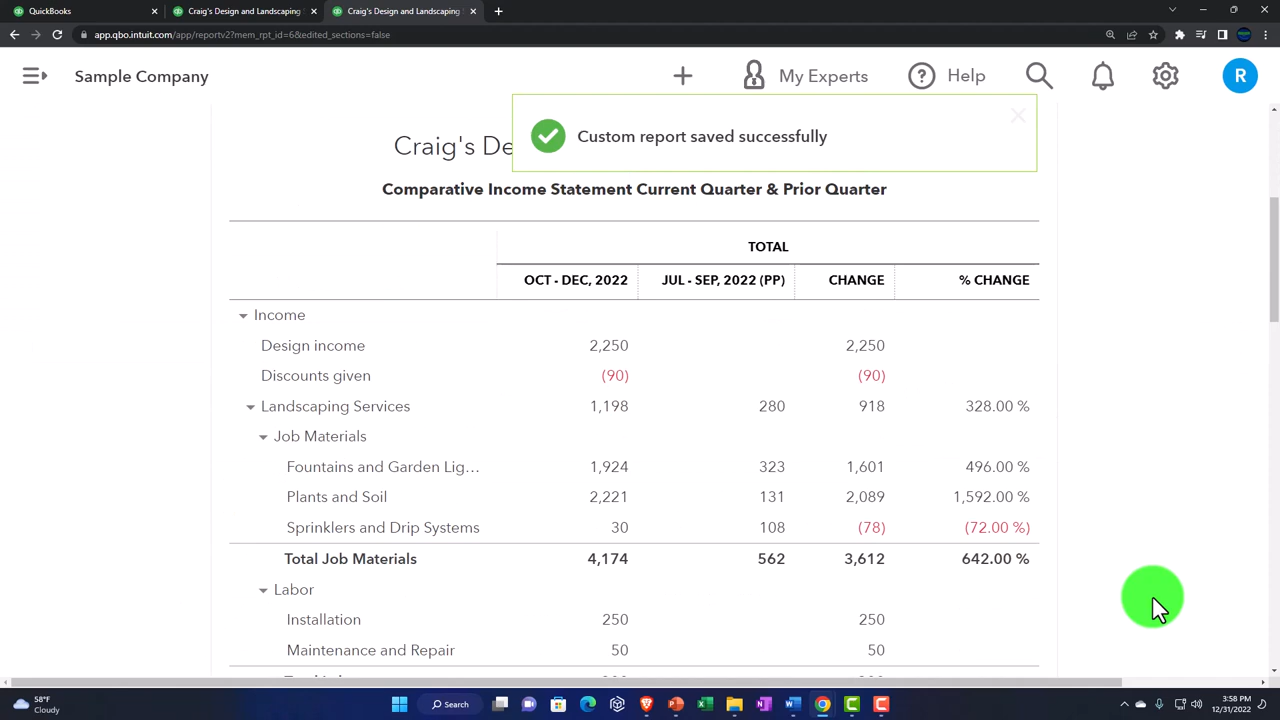 QuickBooks
Craig's Design and Landscaping S
Craig's Design and Landscaping S
app.qbo.intuit.com/app/reportv2?mem_rpt_id=6&edited_sections=false
Sample Company
My Experts
Help
R
Custom report saved successfully
Craig's De
Comparative Income Statement Current Quarter & Prior Quarter
TOTAL
OCT - DEC, 2022 JUL - SEP, 2022 (PP) CHANGE % CHANGE
Income
Design income 2,250 2,250
Discounts given (90) (90)
Landscaping Services 1,198 280 918 328.00 %
Job Materials
Fountains and Garden Lig… 1,924 323 1,601 496.00 %
Plants and Soil 2,221 131 2,089 1,592.00 %
Sprinklers and Drip Systems 30 108 (78) (72.00 %)
Total Job Materials 4,174 562 3,612 642.00 %
Labor
Installation 250 250
Maintenance and Repair 50 50
58°F
Cloudy
Search
3:58 PM
12/31/2022